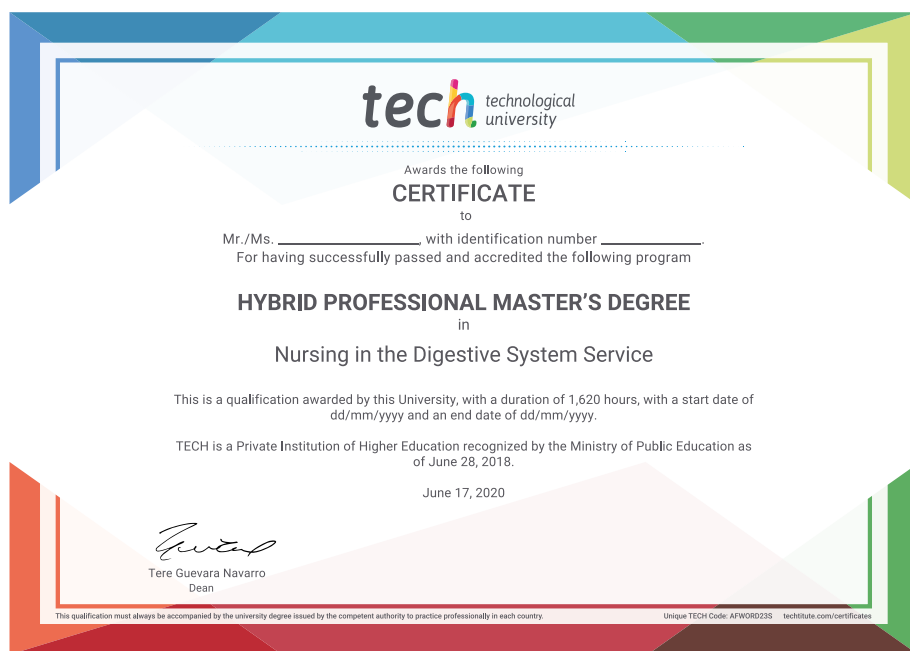 tech technological
university
Awards the following
CERTIFICATE
to
Mr./Ms. ____________, with identification number ____________.
For having successfully passed and accredited the following program
HYBRID PROFESSIONAL MASTER'S DEGREE
in
Nursing in the Digestive System Service
This is a qualification awarded by this University, with a duration of 1,620 hours, with a start date of
dd/mm/yyyy and an end date of dd/mm/yyyy.
TECH is a Private Institution of Higher Education recognized by the Ministry of Public Education as
of June 28, 2018.
June 17, 2020
Tere Guevara Navarro
Dean
This qualification must always be accompanied by the university degree issued by the competent authority to practice professionally in each country. Unique TECH Code: AFWORD23S techtitute.com/certificates